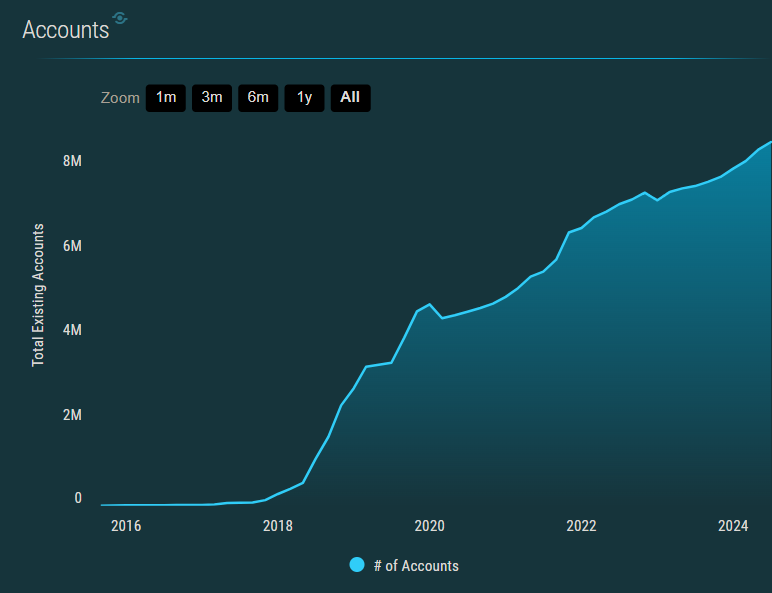 Accounts
Zoom 1m 3m 6m 1y All
8M
6M
4M
2M
0
Total Existing Accounts
2016 2018 2020 2022 2024
# of Accounts